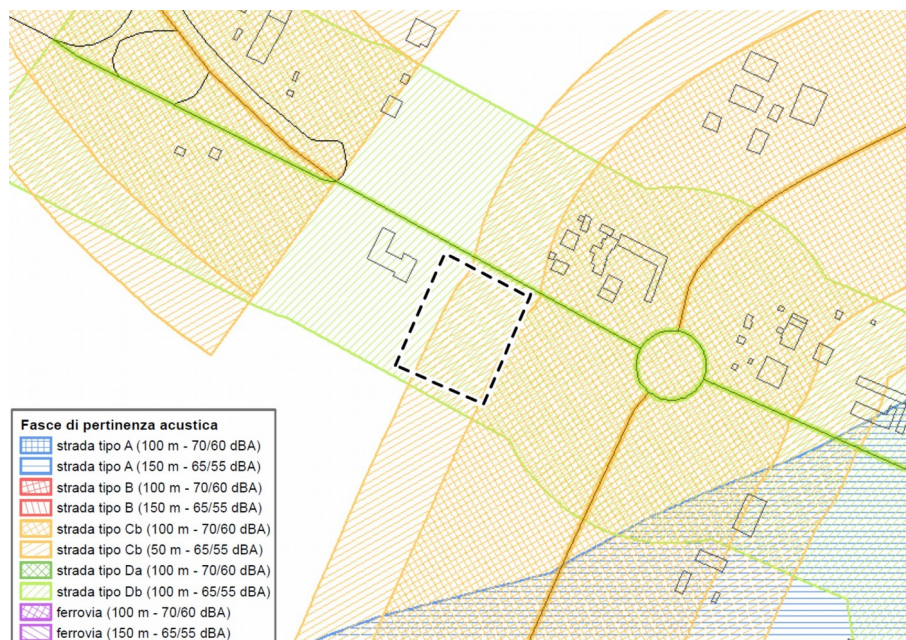 Fasce di pertinenza acustica
strada tipo A (100 m - 70/60 dBA)
strada tipo A (150 m - 65/55 dBA)
strada tipo B (100 m - 70/60 dBA)
strada tipo B (150 m - 65/55 dBA)
strada tipo Cb (100 m - 70/60 dBA)
strada tipo Cb (50 m - 65/55 dBA)
strada tipo Da (100 m - 70/60 dBA)
strada tipo Db (100 m - 65/55 dBA)
ferrovia (100 m - 70/60 dBA)
ferrovia (150 m - 65/55 dBA)